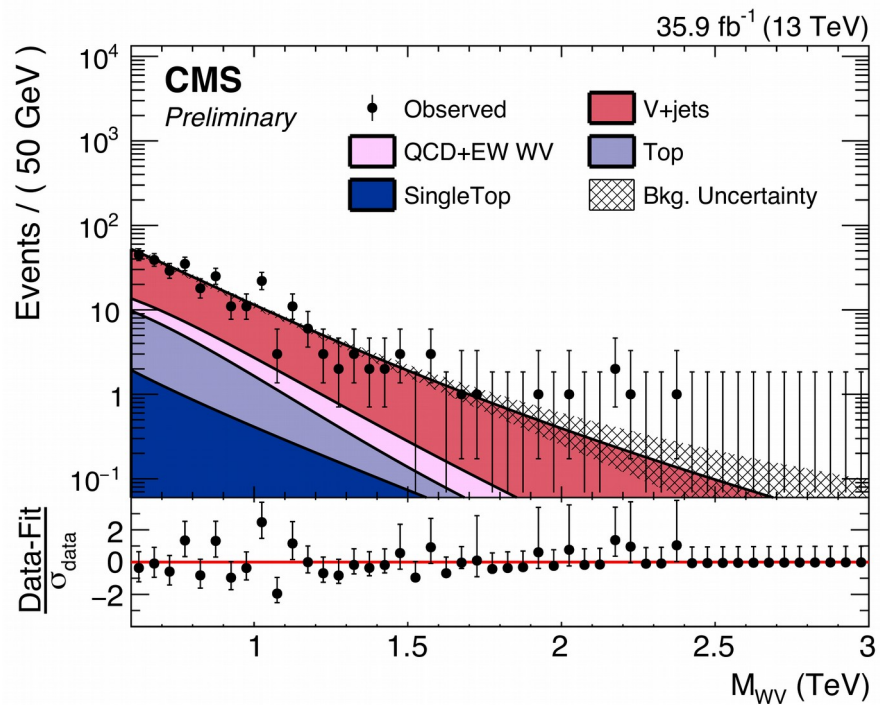 35.9 fb⁻¹ (13 TeV)
Events / ( 50 GeV )
10⁴
10³
10²
10
1
10⁻¹
CMS
Preliminary
Observed
V+jets
QCD+EW WV
Top
SingleTop
Bkg. Uncertainty
Data-Fit
σdata
2
0
−2
1
1.5
2
2.5
3
M_WV (TeV)